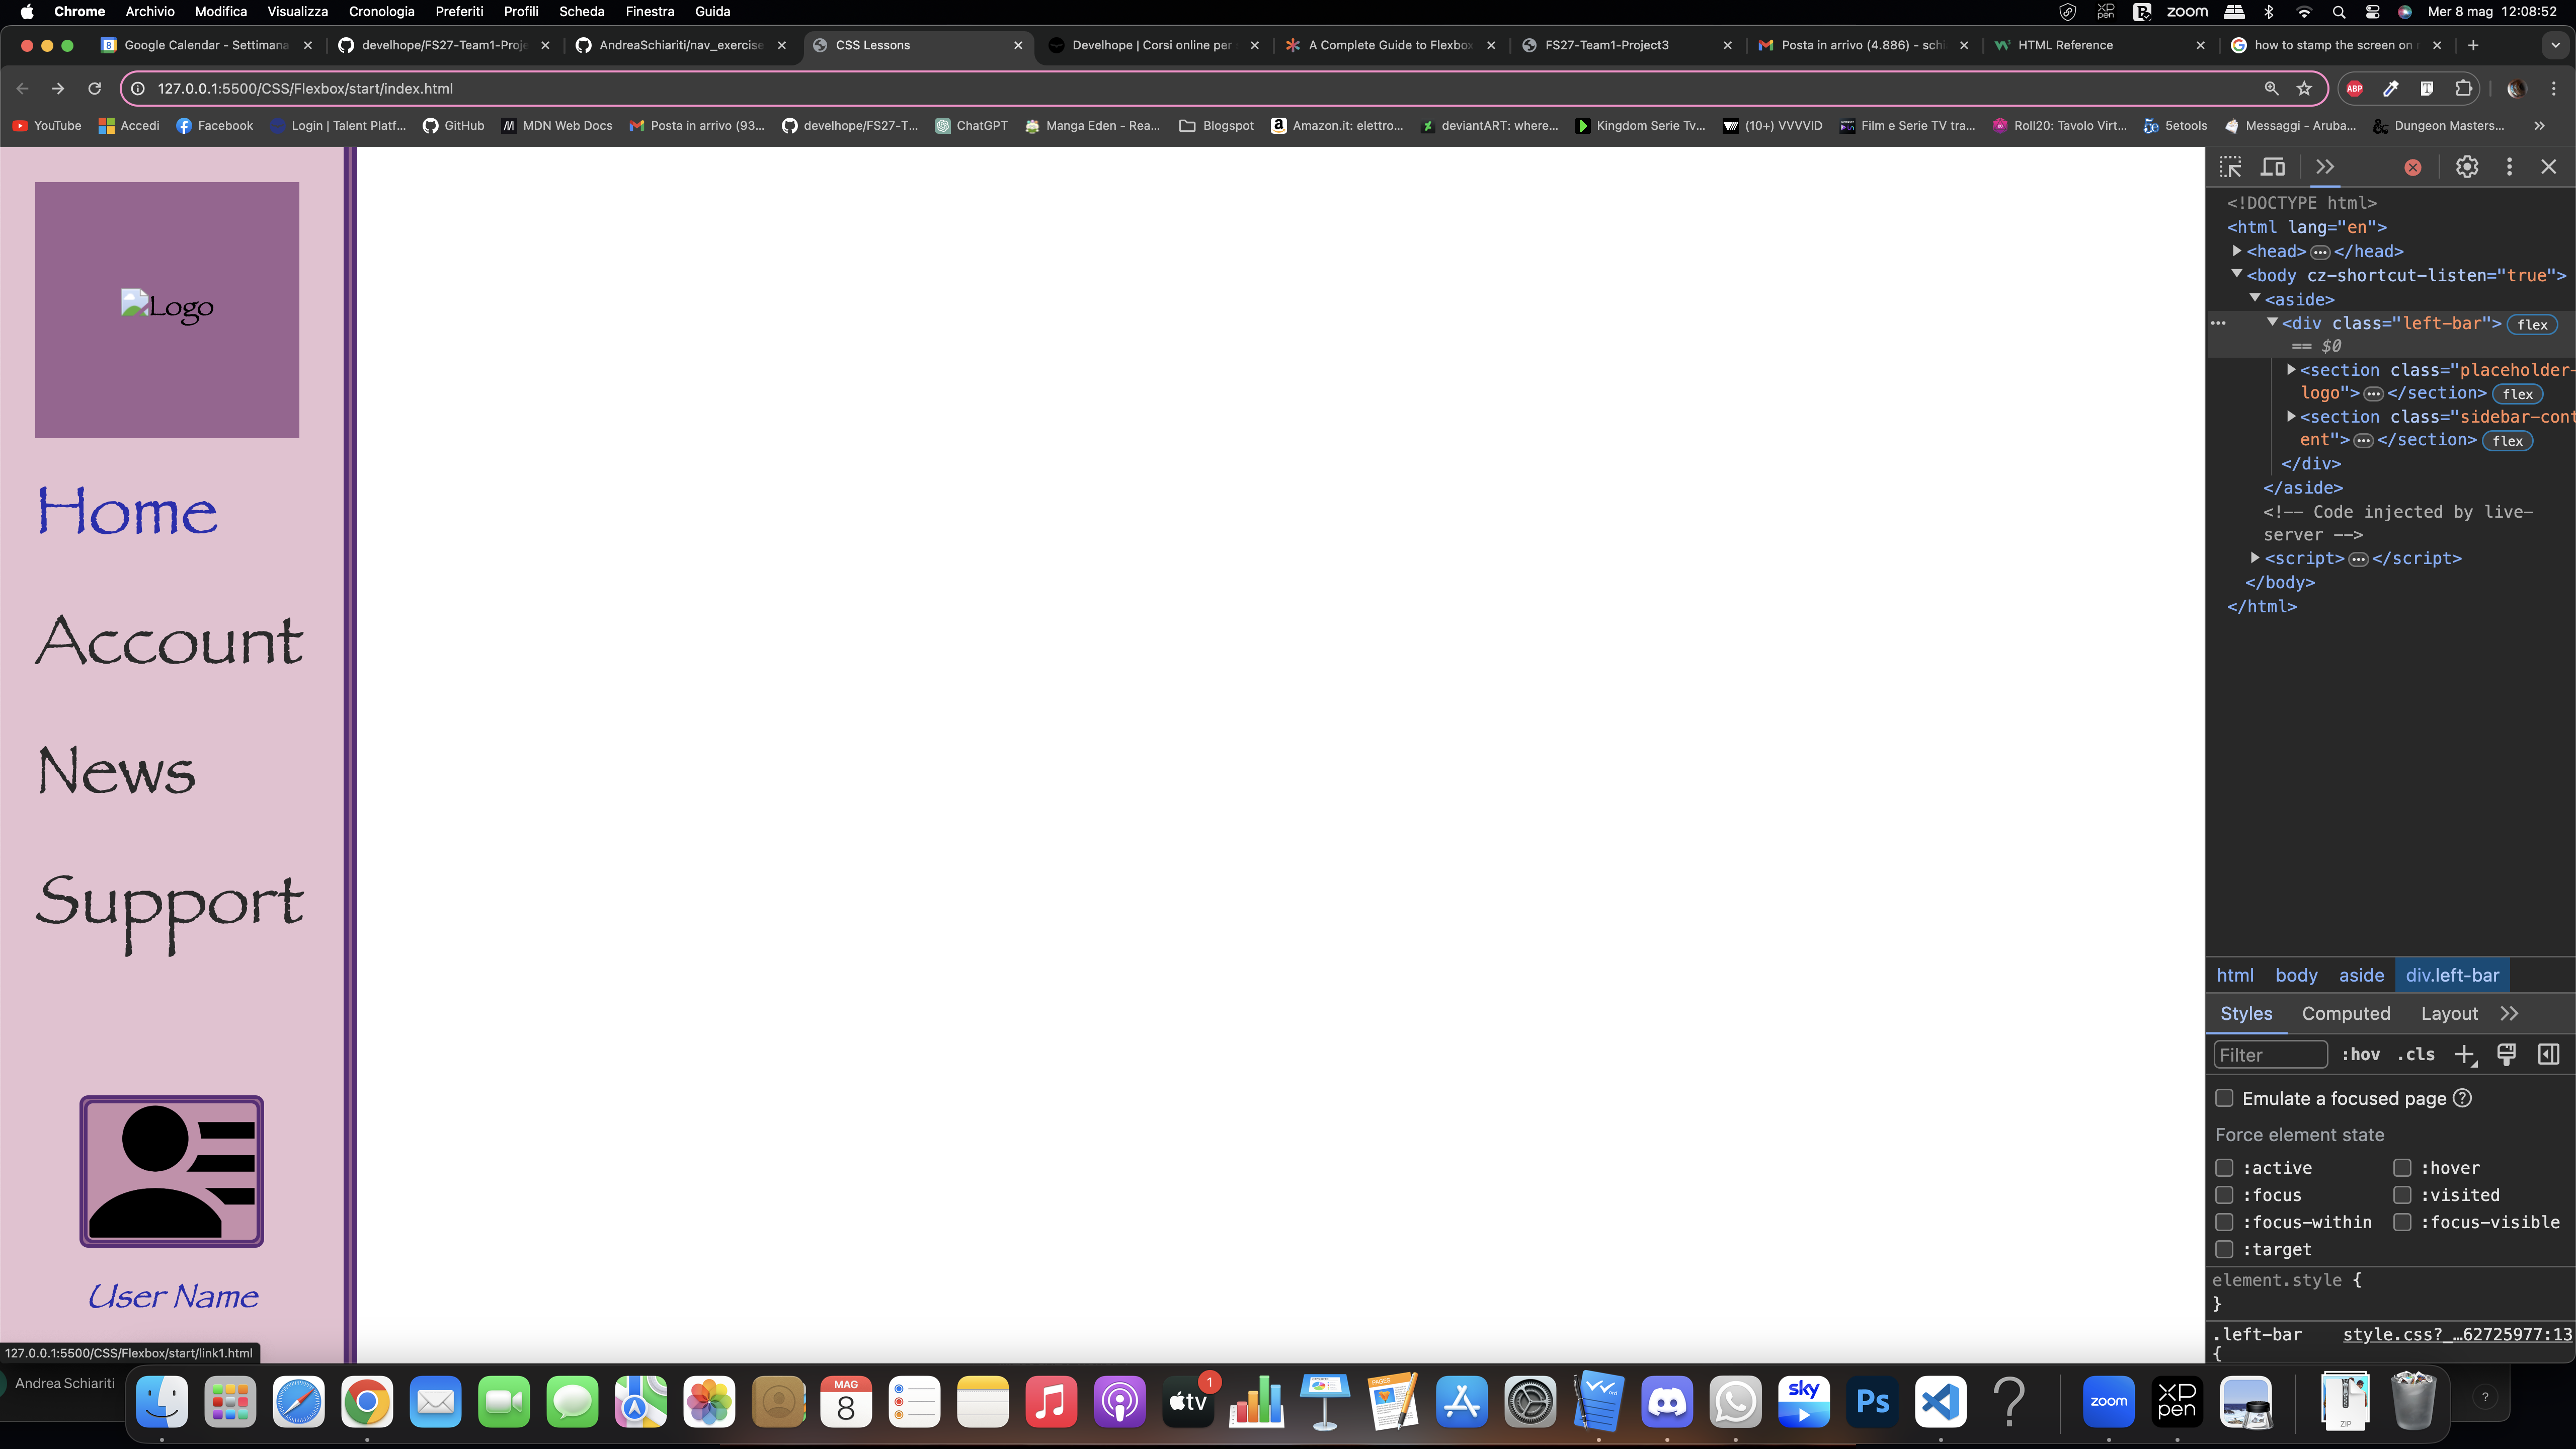 Chrome Archivio Modifica Visualizza Cronologia Preferiti Profili Scheda Finestra Guida zoom Mer 8 mag 12:08:52
Google Calendar - Settimana develhope/FS27-Team1-Proje AndreaSchiariti/nav_exercise CSS Lessons Develhope | Corsi online per A Complete Guide to Flexbox FS27-Team1-Project3 Posta in arrivo (4.886) - schi HTML Reference how to stamp the screen on
127.0.0.1:5500/CSS/Flexbox/start/index.html ABP
YouTube Accedi Facebook Login | Talent Platf... GitHub MDN Web Docs Posta in arrivo (93... develhope/FS27-T... ChatGPT Manga Eden - Rea... Blogspot Amazon.it: elettro... deviantART: where... Kingdom Serie Tv... (10+) VVVVID Film e Serie TV tra... Roll20: Tavolo Virt... 5etools Messaggi - Aruba... Dungeon Masters...
Logo
Home
Account
News
Support
User Name
127.0.0.1:5500/CSS/Flexbox/start/link1.html
<!DOCTYPE html>
<html lang="en">
<head> ... </head>
<body cz-shortcut-listen="true">
<aside>
... <div class="left-bar"> flex
== $0
<section class="placeholder-
logo"> ... </section> flex
<section class="sidebar-cont
ent"> ... </section> flex
</div>
</aside>
<!-- Code injected by live-
server -->
<script> ... </script>
</body>
</html>
html body aside div.left-bar
Styles Computed Layout
Filter :hov .cls
Emulate a focused page ?
Force element state
:active :hover
:focus :visited
:focus-within :focus-visible
:target
element.style {
}
.left-bar style.css?_…62725977:13
{
Andrea Schiariti
MAG
8
tv
1
PAGES
sky
Ps
?
zoom
XP
pen
ZIP
?